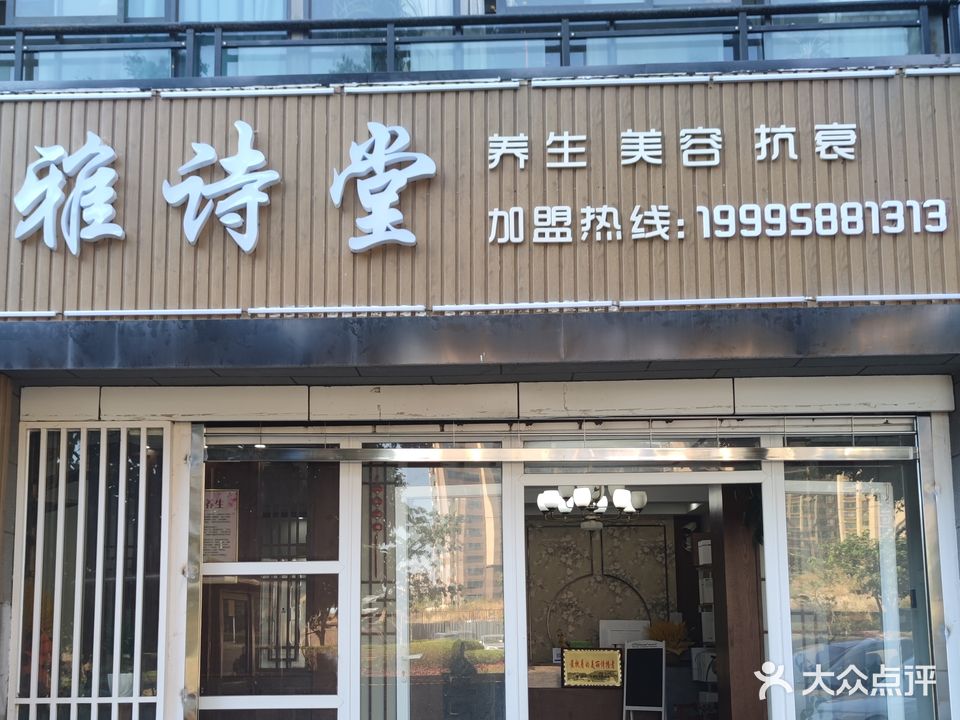 雅诗堂
养生 美容 抗衰
加盟热线:19995881313
养生
大众点评